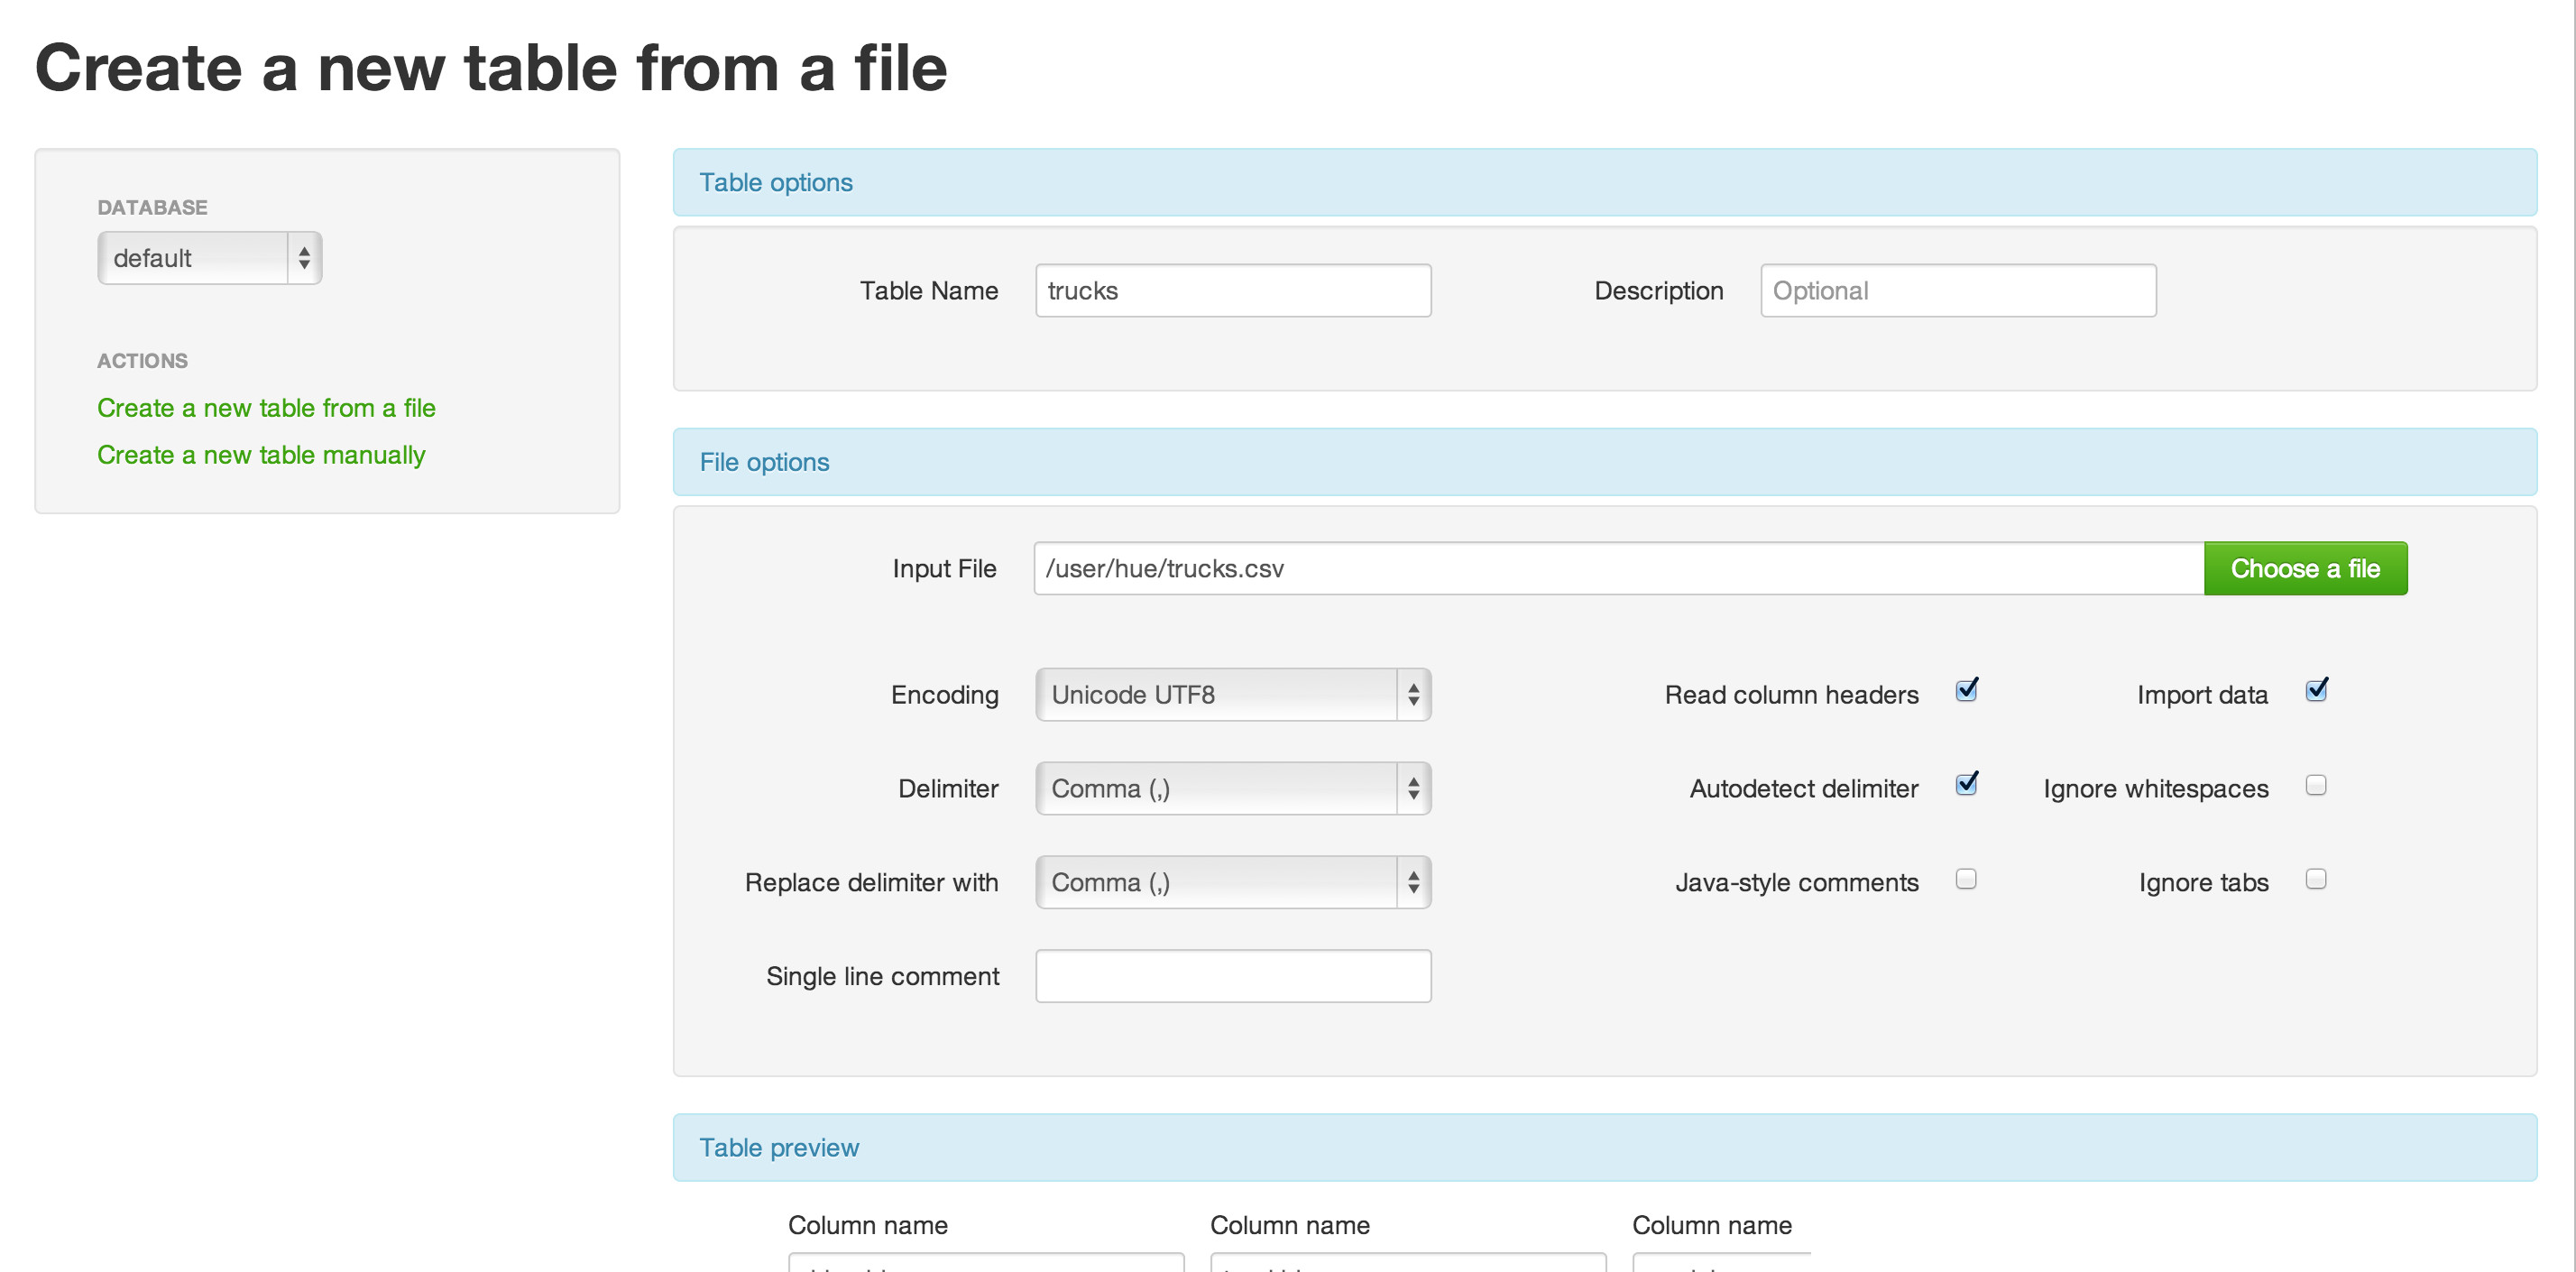 Create a new table from a file
DATABASE
default
ACTIONS
Create a new table from a file
Create a new table manually
Table options
Table Name trucks Description Optional
File options
Input File /user/hue/trucks.csv Choose a file
Encoding Unicode UTF8 Read column headers Import data
Delimiter Comma (,) Autodetect delimiter Ignore whitespaces
Replace delimiter with Comma (,) Java-style comments Ignore tabs
Single line comment
Table preview
Column name Column name Column name